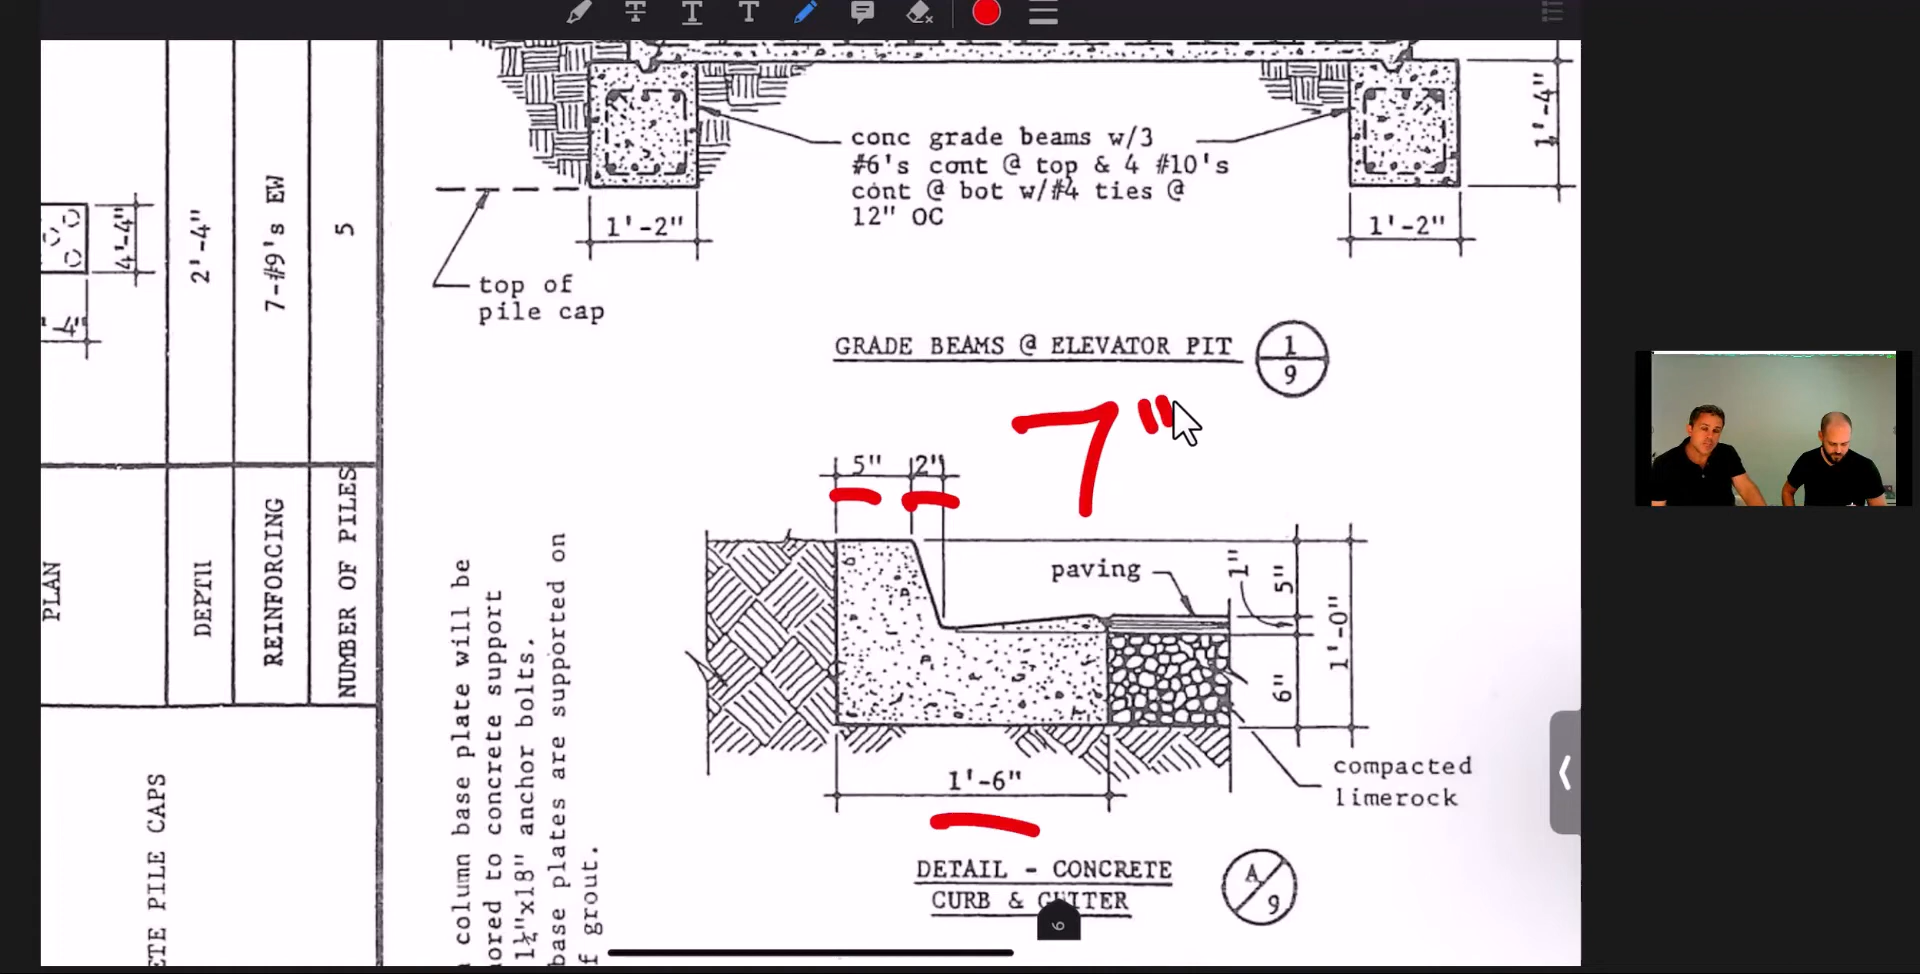 conc grade beams w/3
#6's cont @ top & 4 #10's
cont @ bot w/#4 ties @
12" OC
1'-4"
1'-2"
1'-2"
top of
pile cap
GRADE BEAMS @ ELEVATOR PIT
1
9
7"
5"
2"
paving
1"
5"
6"
1'-0"
1'-6"
compacted
limerock
DETAIL - CONCRETE
CURB & GUTTER
A
9
6
4'-4"
'-4"
2'-4"
7-#9's EW
5
PLAN
DEPTH
REINFORCING
NUMBER OF PILES
ETE PILE CAPS
column base plate will be
ored to concrete support
1½"x18" anchor bolts.
base plates are supported on
f grout.